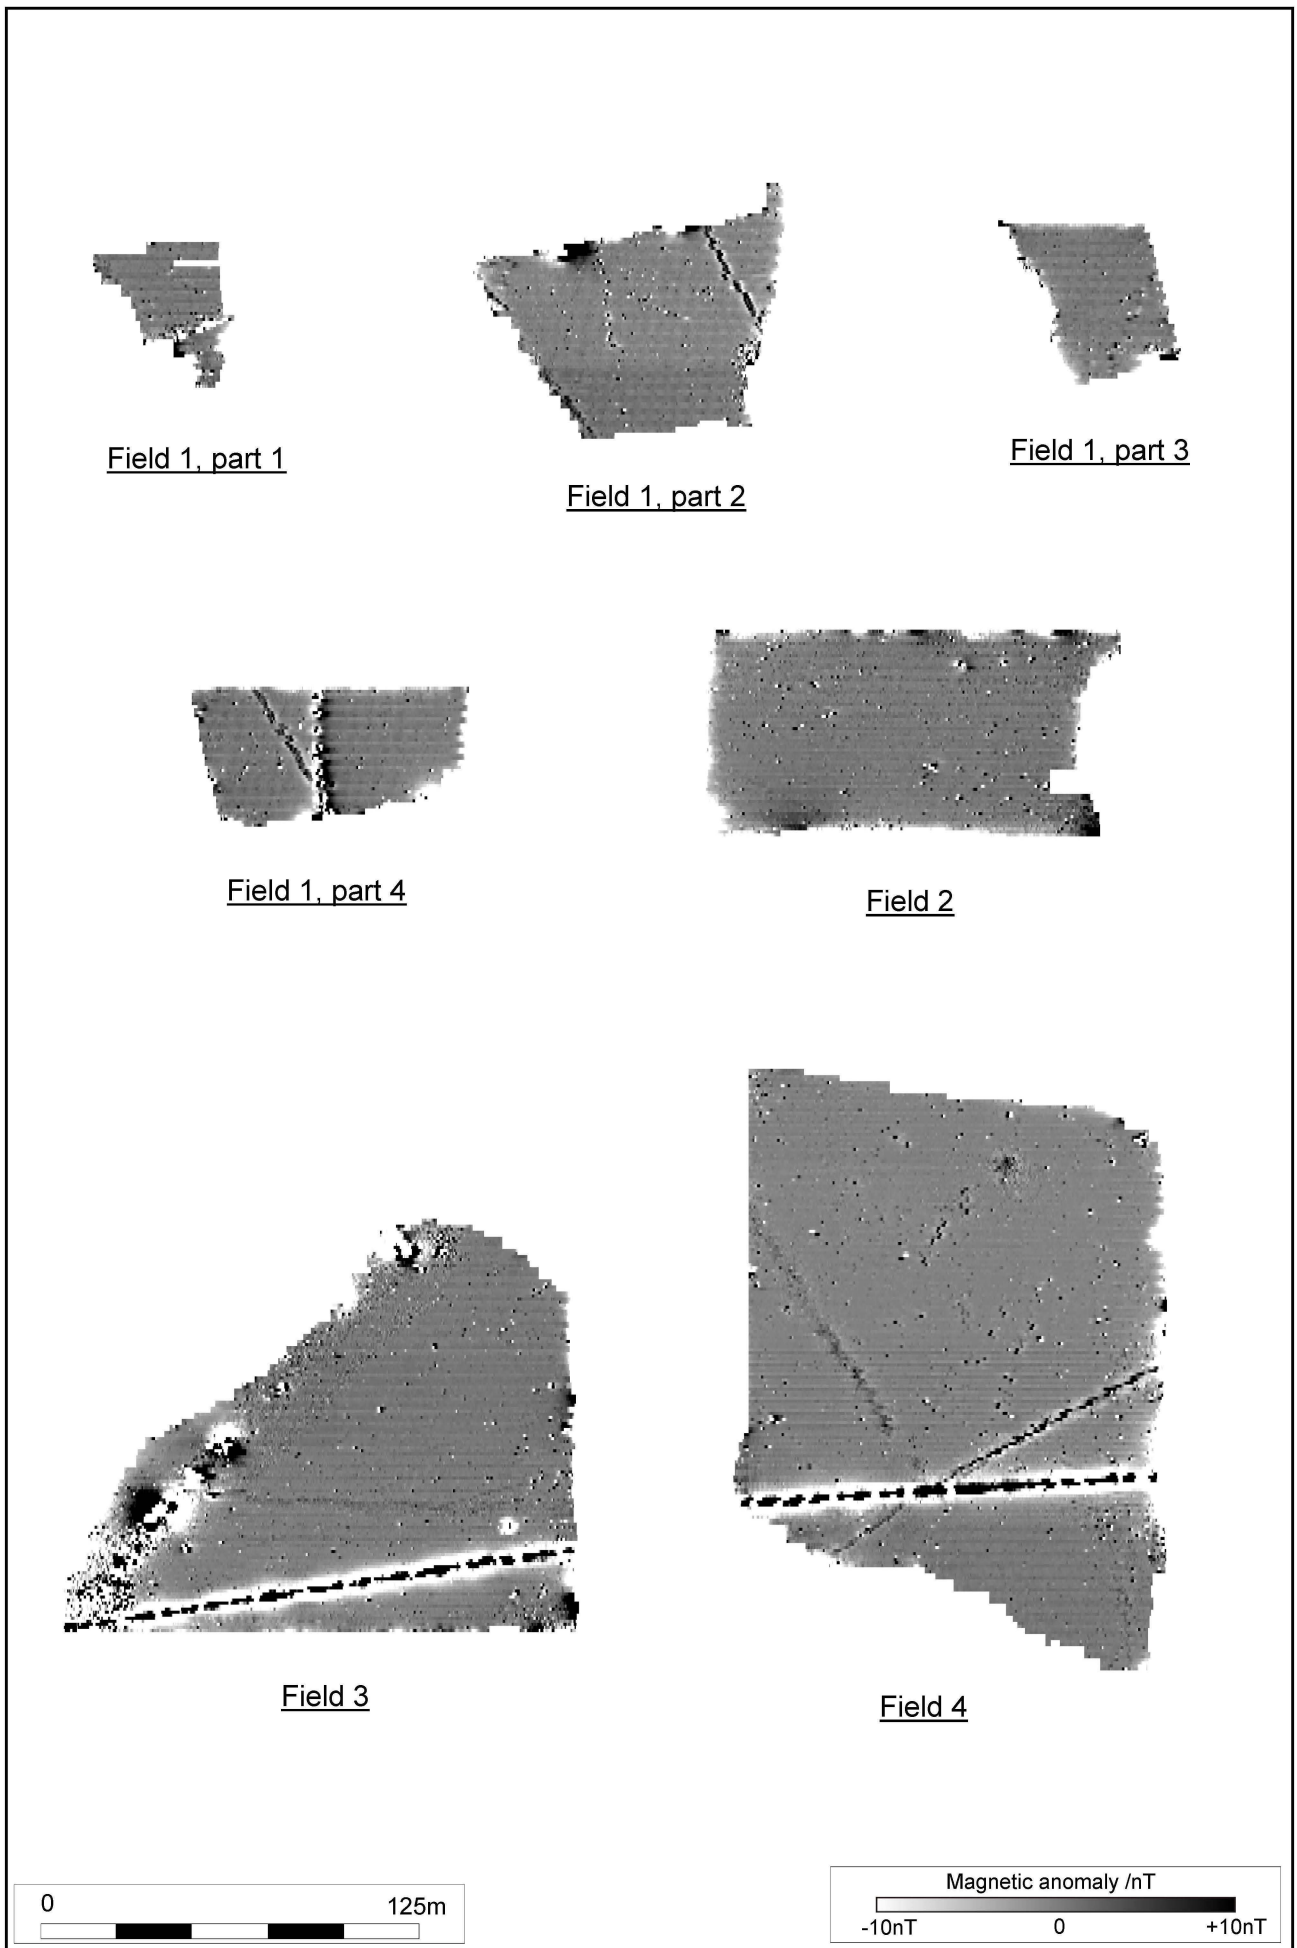 Field 1, part 1
Field 1, part 2
Field 1, part 3
Field 1, part 4
Field 2
Field 3
Field 4
0 125m
Magnetic anomaly /nT
-10nT 0 +10nT